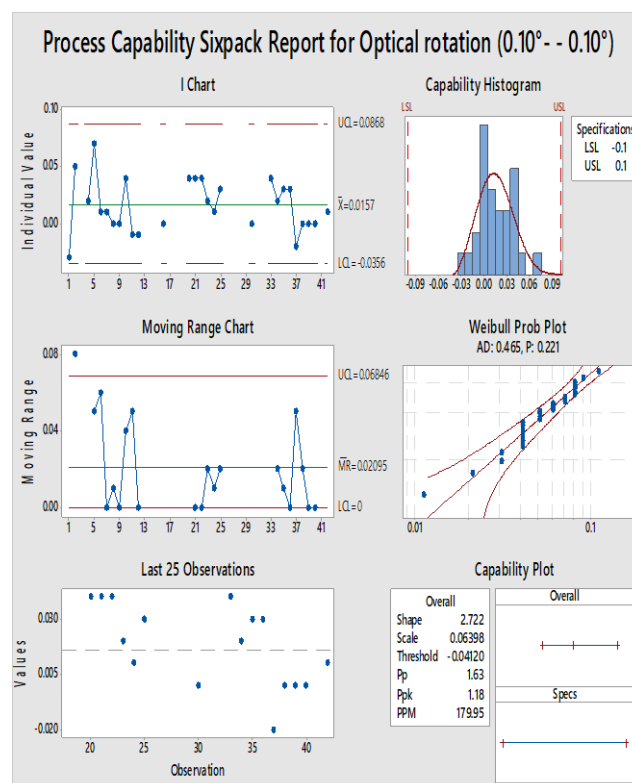 Process Capability Sixpack Report for Optical rotation (0.10°- - 0.10°)
I Chart
Individual Value
0.10
0.05
0.00
UCL=0.0868
X=0.0157
LCL=-0.0356
1 5 9 13 17 21 25 29 33 37 41
Capability Histogram
LSL USL
Specifications
LSL -0.1
USL 0.1
-0.09 -0.06 -0.03 0.00 0.03 0.06 0.09
Moving Range Chart
Moving Range
0.08
0.04
0.00
UCL=0.06846
MR=0.02095
LCL=0
1 5 9 13 17 21 25 29 33 37 41
Weibull Prob Plot
AD: 0.465, P: 0.221
0.01 0.1
Last 25 Observations
Values
0.030
0.005
-0.020
20 25 30 35 40
Observation
Capability Plot
Overall
Shape 2.722
Scale 0.06398
Threshold -0.04120
Pp 1.63
Ppk 1.18
PPM 179.95
Overall
Specs